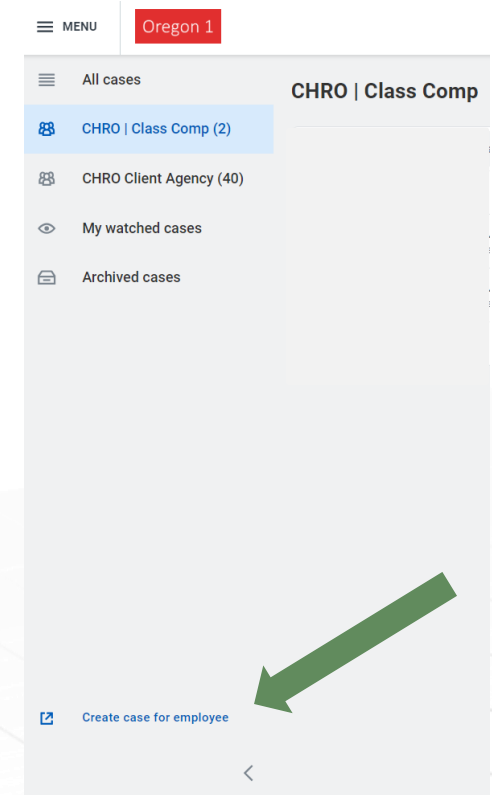 MENU
Oregon 1
All cases
CHRO | Class Comp
CHRO | Class Comp (2)
CHRO Client Agency (40)
My watched cases
Archived cases
Create case for employee